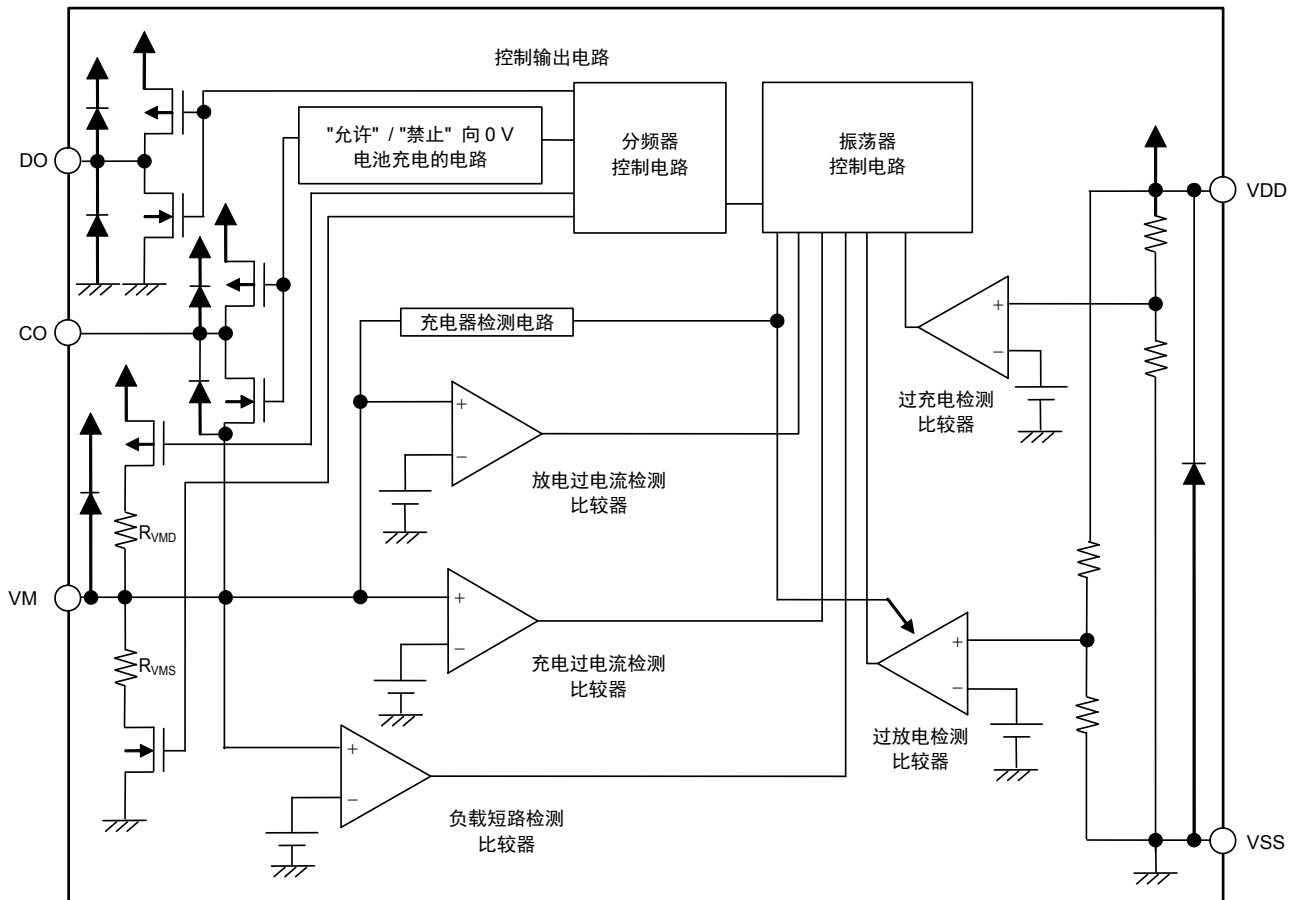 控制输出电路
"允许" / "禁止" 向 0 V
电池充电的电路
分频器
控制电路
振荡器
控制电路
DO
VDD
CO
充电器检测电路
+
−
过充电检测
比较器
+
−
放电过电流检测
比较器
RVMD
VM
+
−
充电过电流检测
比较器
RVMS
+
−
过放电检测
比较器
+
−
负载短路检测
比较器
VSS